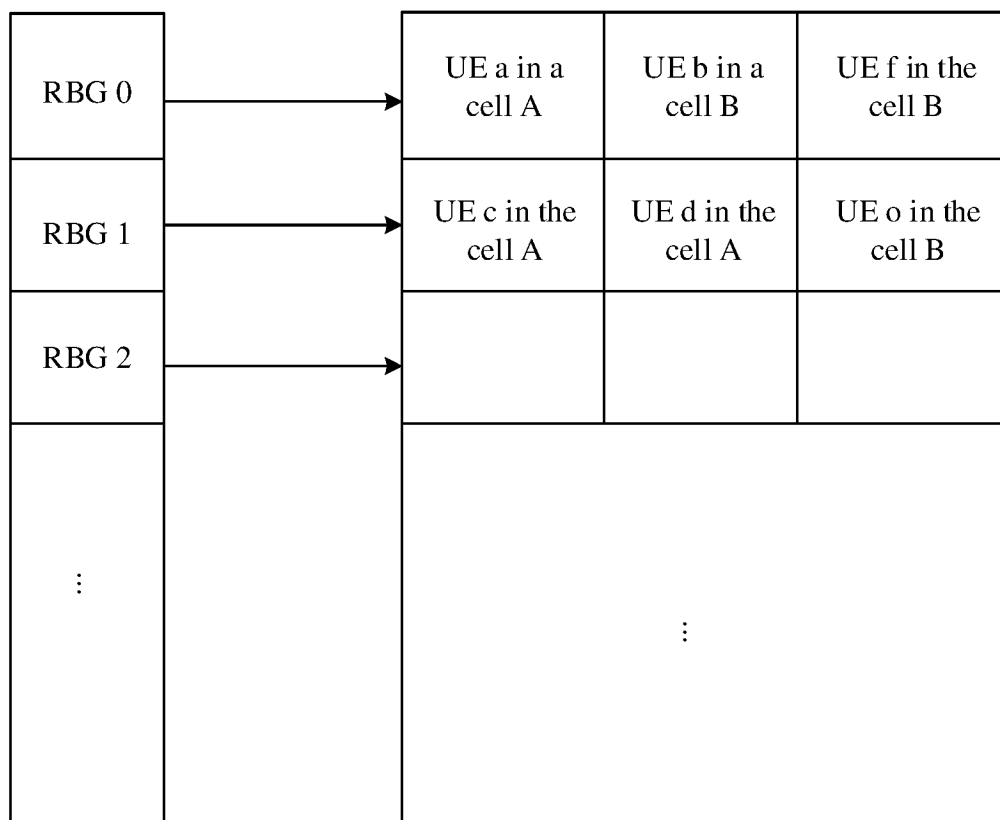 RBG 0
UE a in a
cell A
UE b in a
cell B
UE f in the
cell B
RBG 1
UE c in the
cell A
UE d in the
cell A
UE o in the
cell B
RBG 2
⋮
⋮